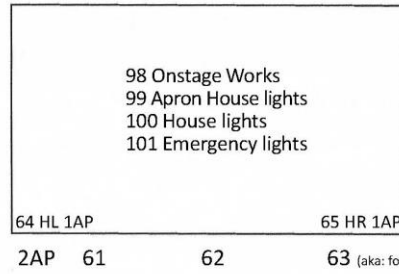 98 Onstage Works
99 Apron House lights
100 House lights
101 Emergency lights
64 HL 1AP 65 HR 1AP
2AP 61 62 63 (aka: fo